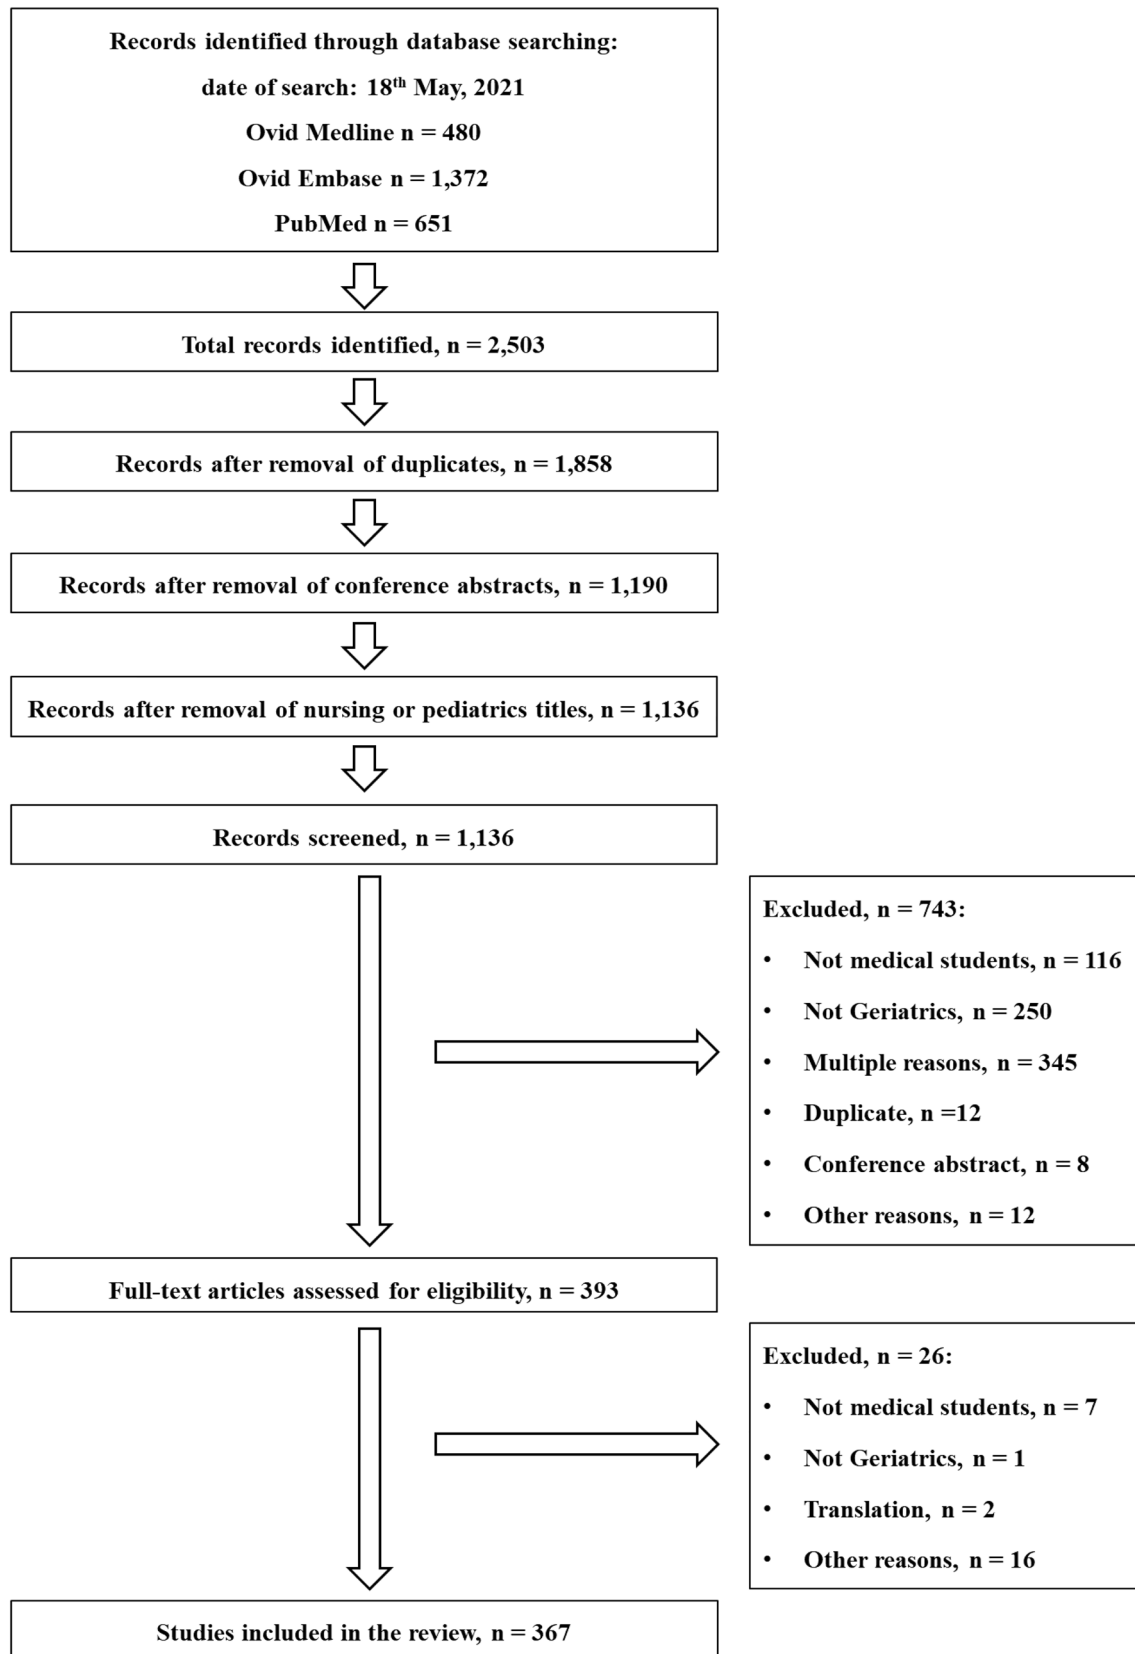 Records identified through database searching:
date of search: 18th May, 2021
Ovid Medline n = 480
Ovid Embase n = 1,372
PubMed n = 651
Total records identified, n = 2,503
Records after removal of duplicates, n = 1,858
Records after removal of conference abstracts, n = 1,190
Records after removal of nursing or pediatrics titles, n = 1,136
Records screened, n = 1,136
Excluded, n = 743:
• Not medical students, n = 116
• Not Geriatrics, n = 250
• Multiple reasons, n = 345
• Duplicate, n =12
• Conference abstract, n = 8
• Other reasons, n = 12
Full-text articles assessed for eligibility, n = 393
Excluded, n = 26:
• Not medical students, n = 7
• Not Geriatrics, n = 1
• Translation, n = 2
• Other reasons, n = 16
Studies included in the review, n = 367